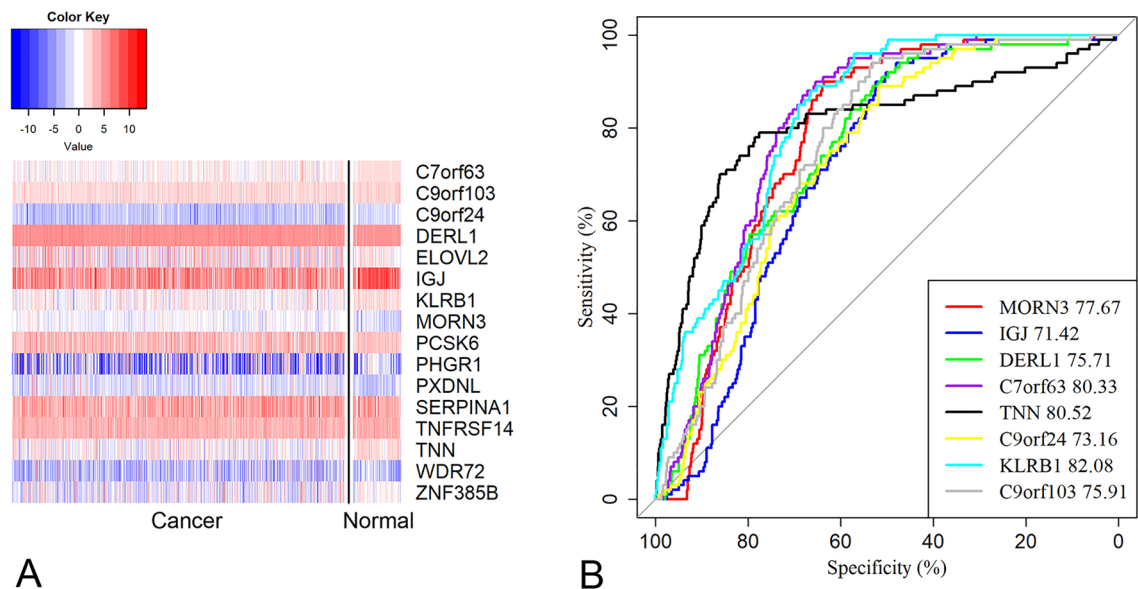 Color Key
-10 -5 0 5 10
Value
C7orf63
C9orf103
C9orf24
DERL1
ELOVL2
IGJ
KLRB1
MORN3
PCSK6
PHGR1
PXDNL
SERPINA1
TNFRSF14
TNN
WDR72
ZNF385B
Cancer Normal
A
Sensitivity (%)
100
80
60
40
20
0
MORN3 77.67
IGJ 71.42
DERL1 75.71
C7orf63 80.33
TNN 80.52
C9orf24 73.16
KLRB1 82.08
C9orf103 75.91
100 80 60 40 20 0
Specificity (%)
B